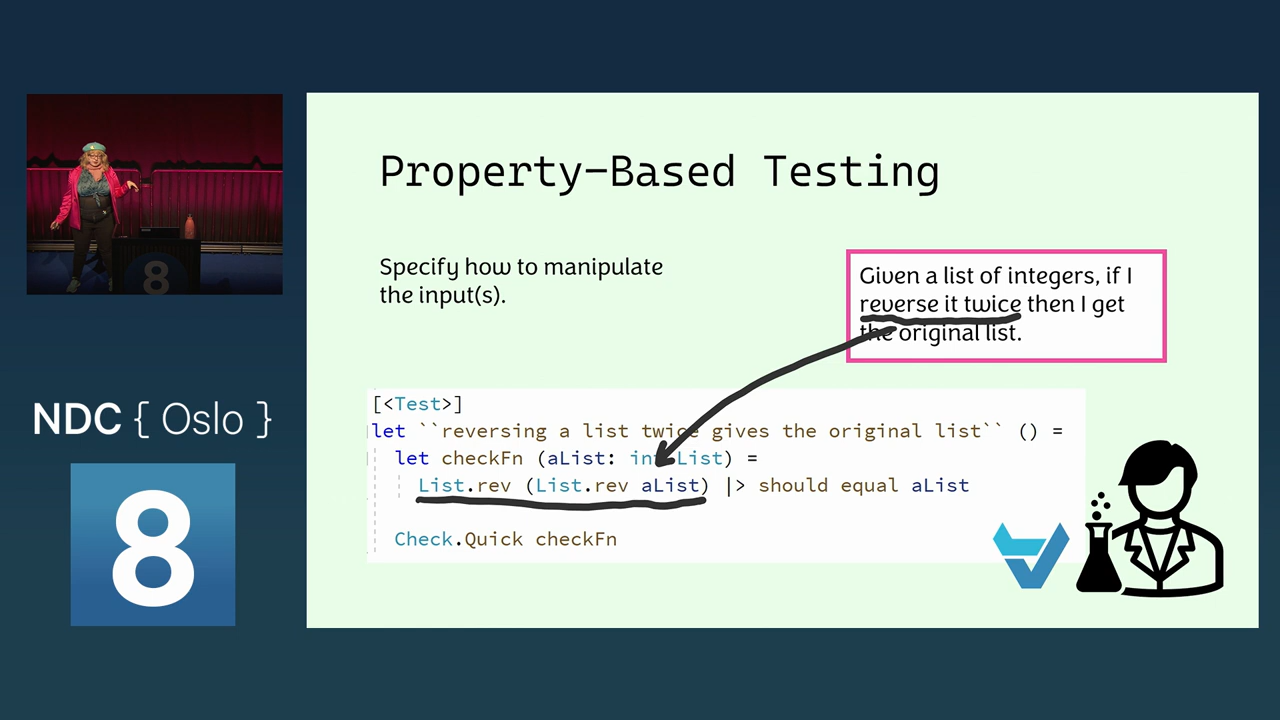 Property-Based Testing
Specify how to manipulate
the input(s).
Given a list of integers, if I
reverse it twice then I get
the original list.
[<Test>]
let ``reversing a list twice gives the original list`` () =
let checkFn (aList: int List) =
List.rev (List.rev aList) |> should equal aList
Check.Quick checkFn
NDC { Oslo }
8
8